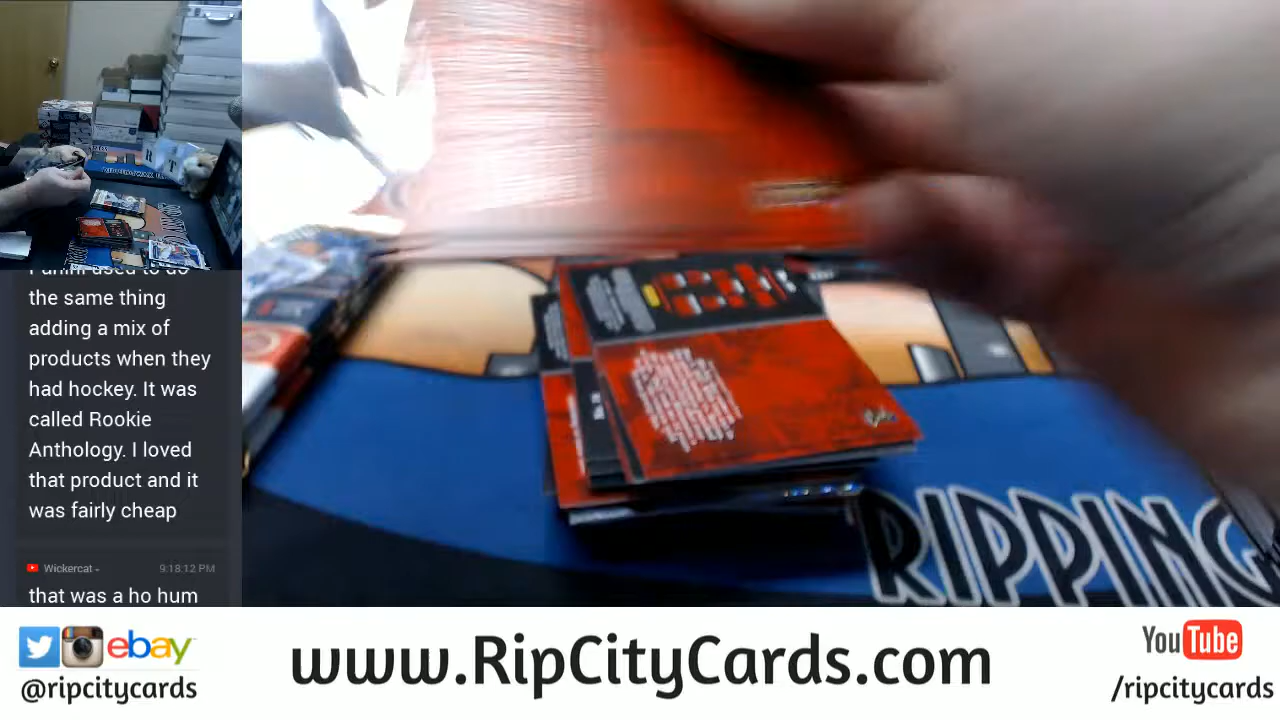 the same thing
adding a mix of
products when they
had hockey. It was
called Rookie
Anthology. I loved
that product and it
was fairly cheap
Wickercat -
9:18:12 PM
that was a ho hum
RIPPING
ebay
@ripcitycards
www.RipCityCards.com
YouTube
/ripcitycards